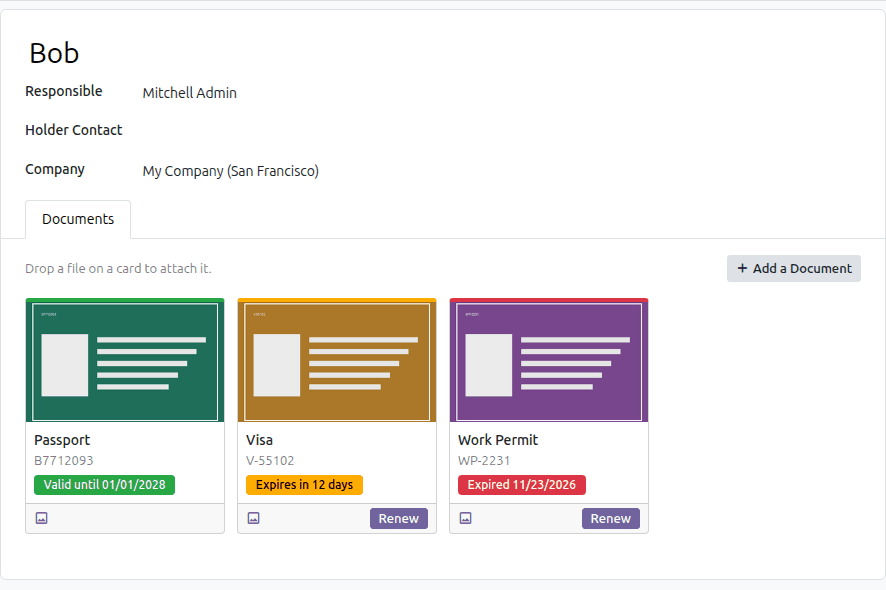 Bob
Responsible Mitchell Admin
Holder Contact
Company My Company (San Francisco)
Documents
Drop a file on a card to attach it.
+ Add a Document
Passport
B7712093
Valid until 01/01/2028
Visa
V-55102
Expires in 12 days
Renew
Work Permit
WP-2231
Expired 11/23/2026
Renew